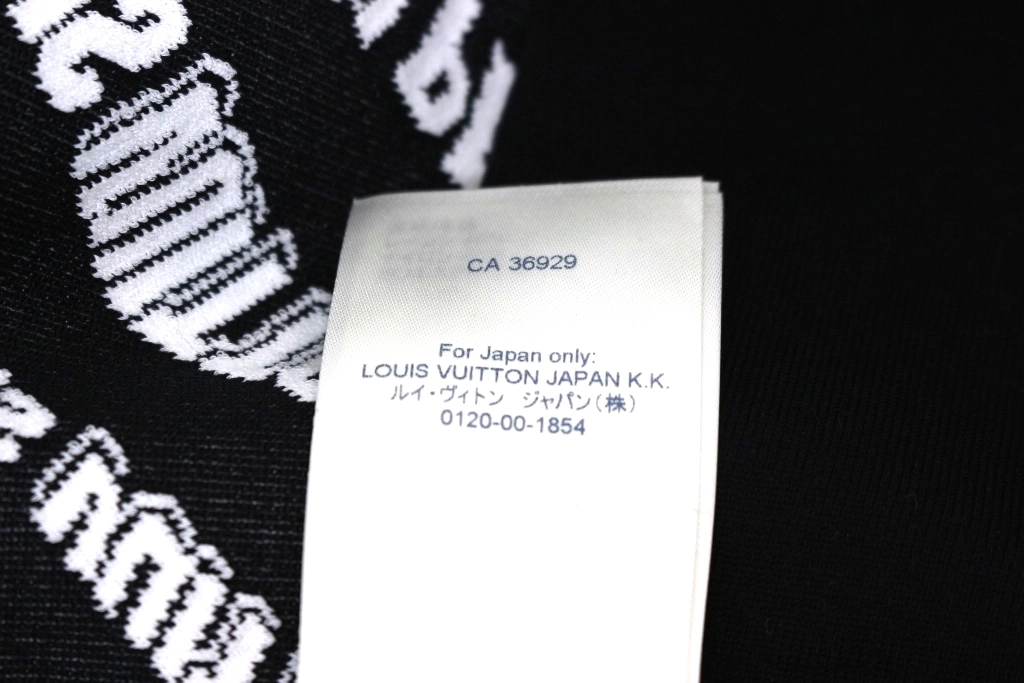 CA 36929
For Japan only:
LOUIS VUITTON JAPAN K.K.
ルイ・ヴィトン　ジャパン(株)
0120-00-1854